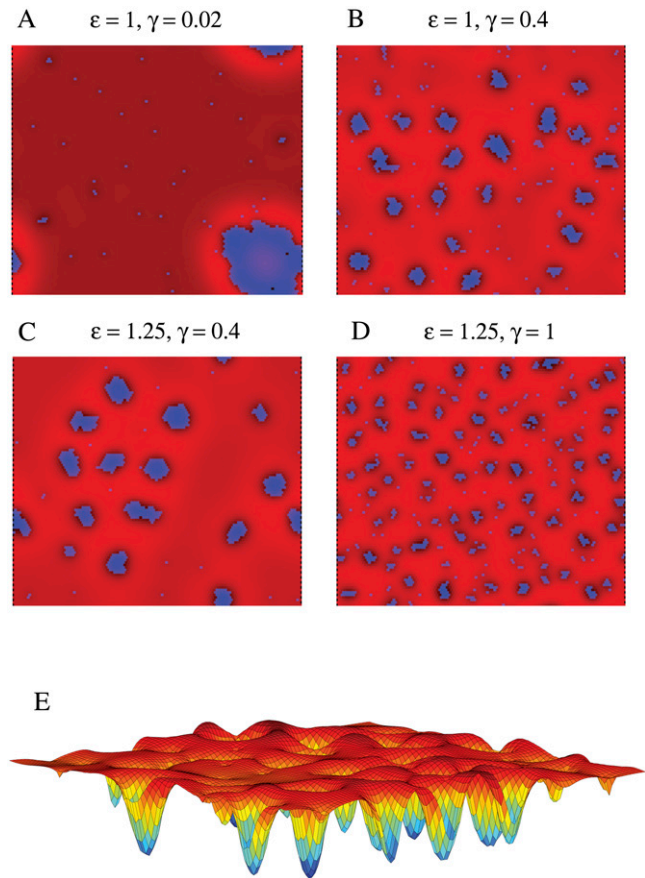 A ε = 1, γ = 0.02
B ε = 1, γ = 0.4
C ε = 1.25, γ = 0.4
D ε = 1.25, γ = 1
E